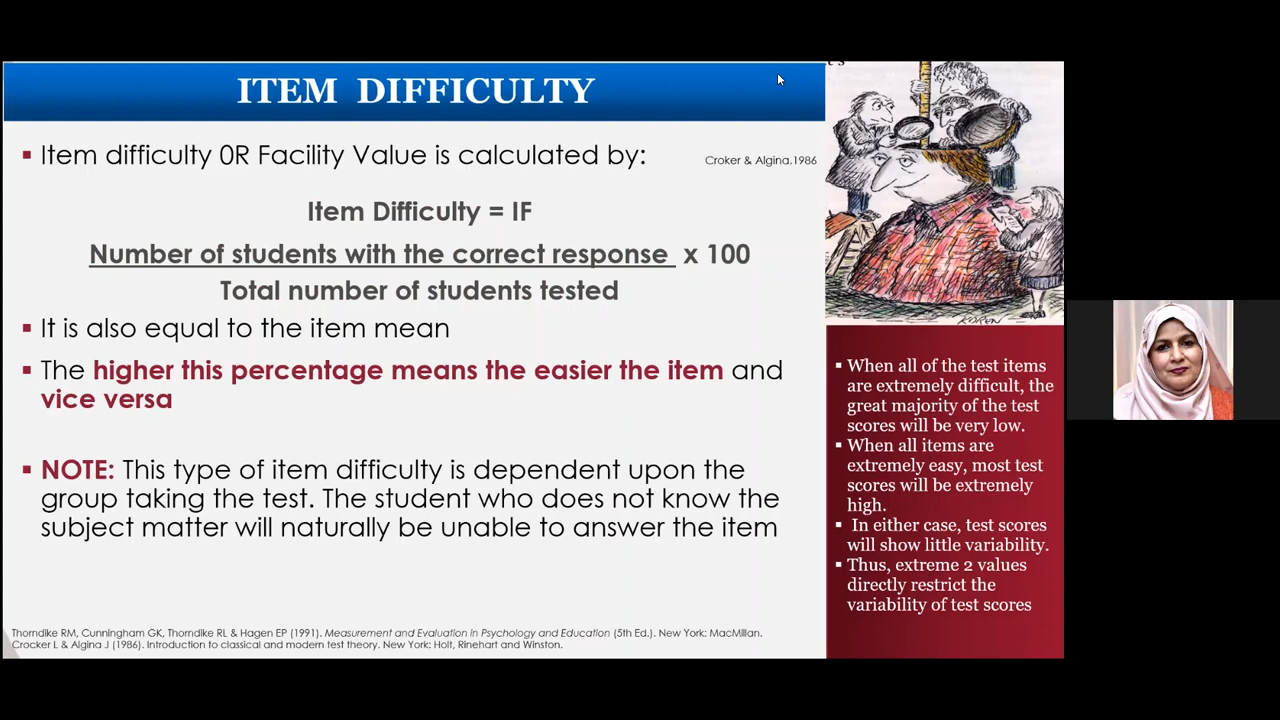 ITEM DIFFICULTY
Item difficulty 0R Facility Value is calculated by:
Croker & Algina.1986
Item Difficulty = IF
Number of students with the correct response x 100
Total number of students tested
It is also equal to the item mean
The higher this percentage means the easier the item and
vice versa
NOTE: This type of item difficulty is dependent upon the
group taking the test. The student who does not know the
subject matter will naturally be unable to answer the item
Thorndike RM, Cunningham GK, Thorndike RL & Hagen EP (1991). Measurement and Evaluation in Psychology and Education (5th Ed.). New York: MacMillan.
Crocker L & Algina J (1986). Introduction to classical and modern test theory. New York: Holt, Rinehart and Winston.
KOREN
When all of the test items
are extremely difficult, the
great majority of the test
scores will be very low.
When all items are
extremely easy, most test
scores will be extremely
high.
In either case, test scores
will show little variability.
Thus, extreme 2 values
directly restrict the
variability of test scores